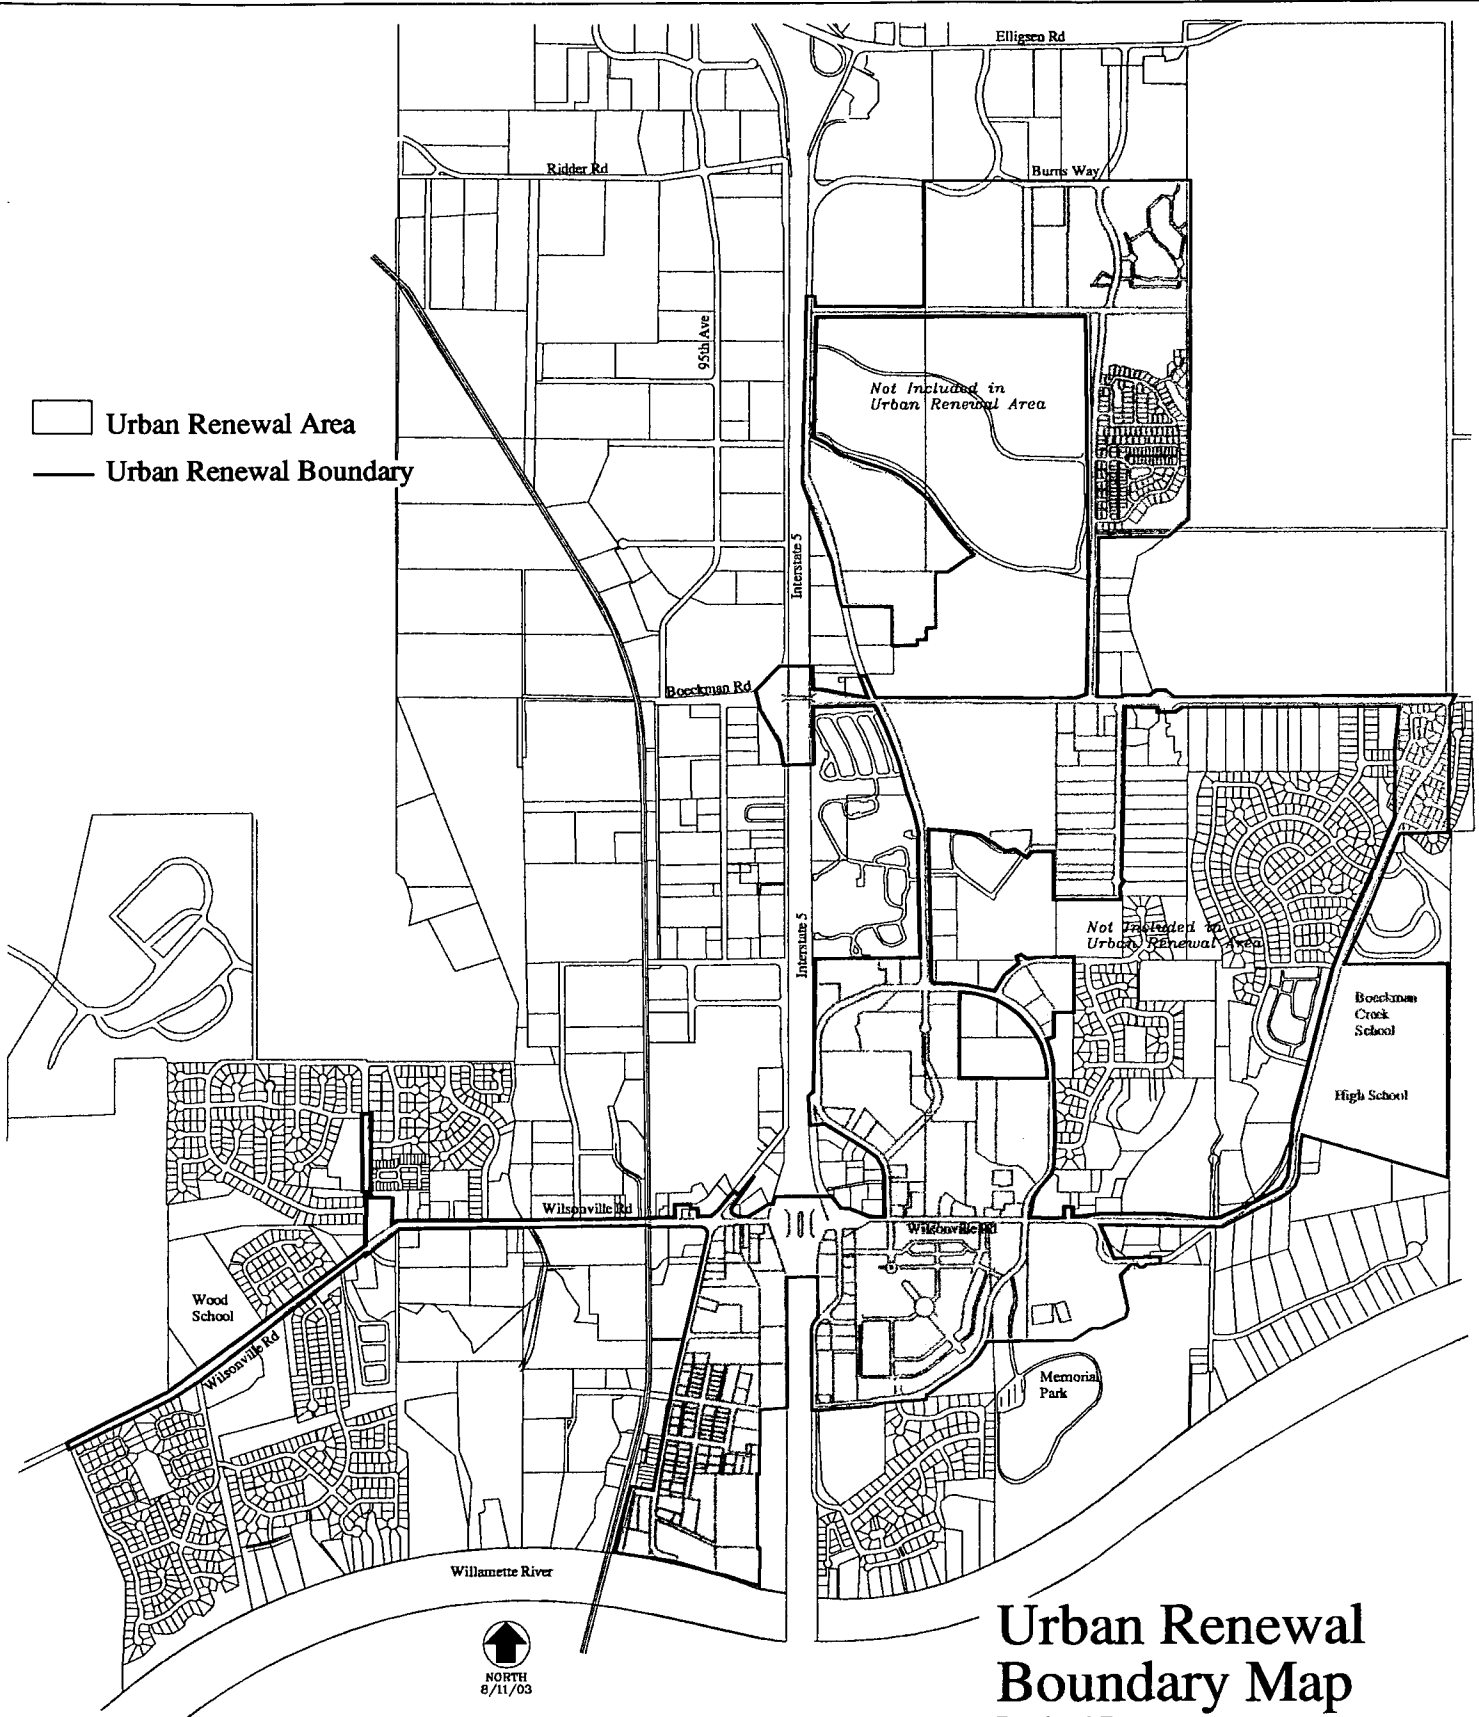 Elligsen Rd
Ridder Rd
Burns Way
95th Ave
Not Included in
Urban Renewal Area
Urban Renewal Area
Urban Renewal Boundary
Interstate 5
Boeckman Rd
Interstate 5
Not Included in
Urban Renewal Area
Boeckman
Creek
School
High School
Wilsonville Rd
Wilsonville Rd
Wood
School
Wilsonville Rd
Memorial
Park
Willamette River
NORTH
8/11/03
Urban Renewal
Boundary Map